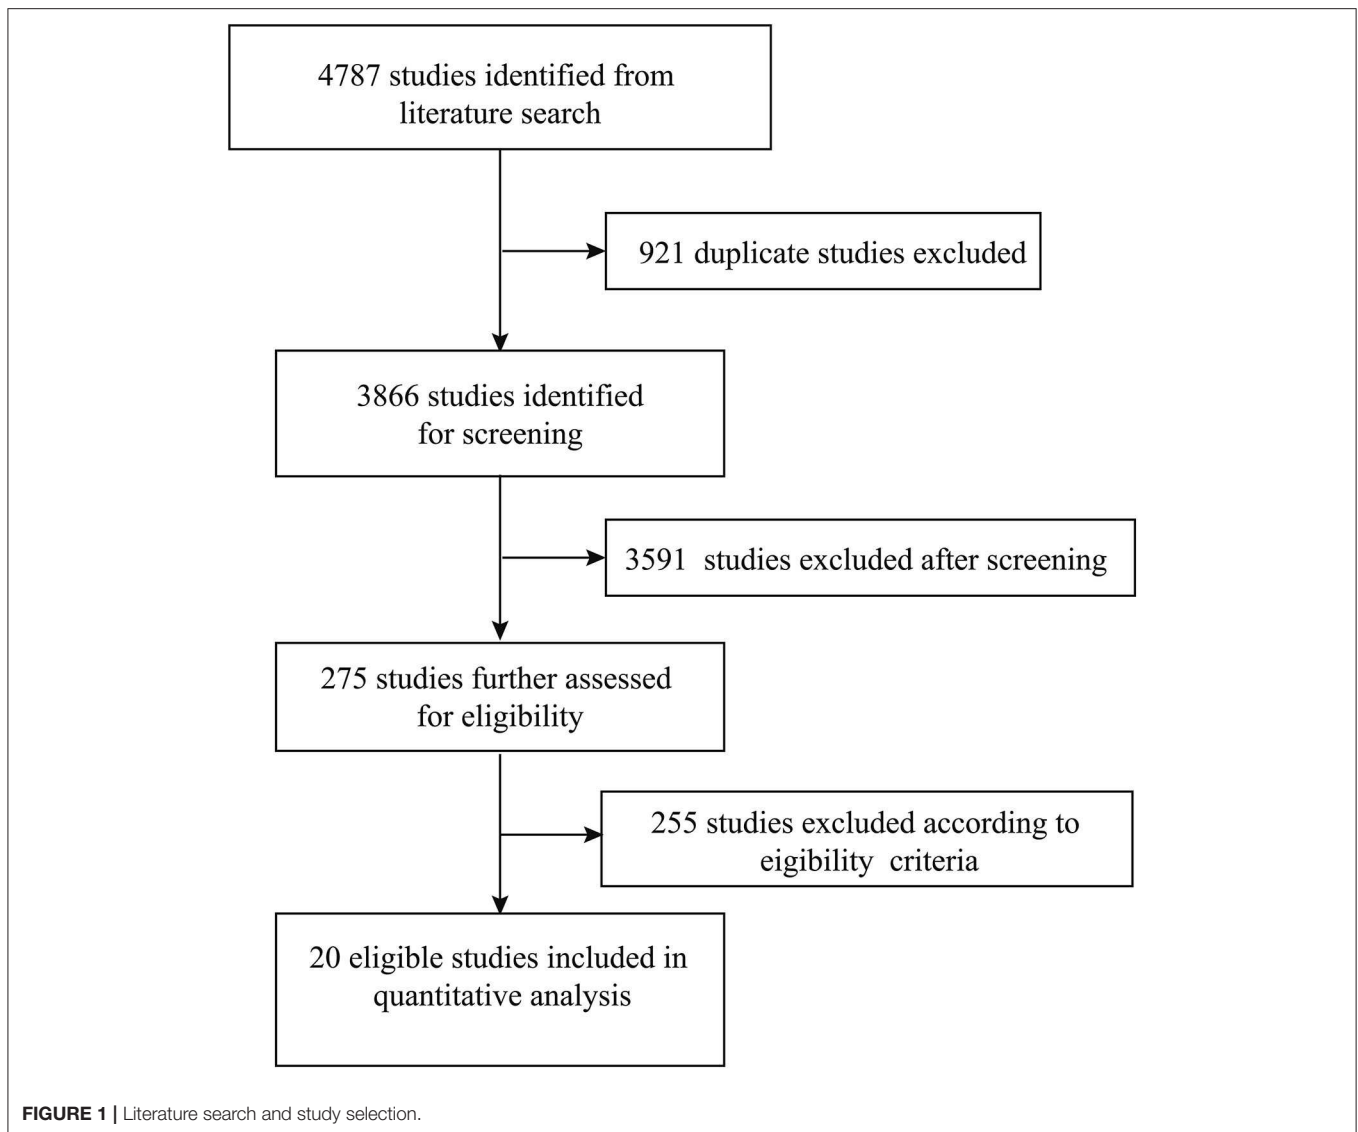 4787 studies identified from
literature search
921 duplicate studies excluded
3866 studies identified
for screening
3591 studies excluded after screening
275 studies further assessed
for eligibility
255 studies excluded according to
eigibility criteria
20 eligible studies included in
quantitative analysis
FIGURE 1 | Literature search and study selection.